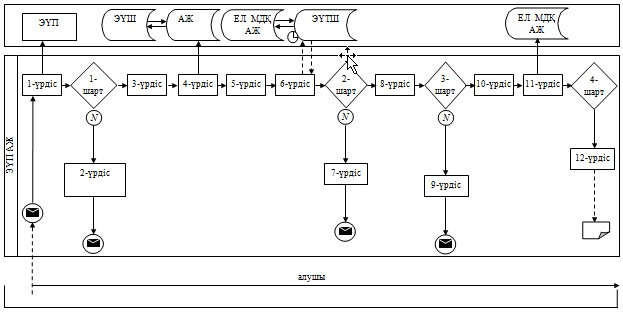 ЭҮП
ЭҮШ
АЖ
ЕЛ МДҚ
АЖ
ЭҮТШ
ЕЛ МДҚ
АЖ
ЭҮП АЖ
1-үрдіс
1-
шарт
3-үрдіс
4-үрдіс
5-үрдіс
6-үрдіс
2-
шарт
8-үрдіс
3-
шарт
10-үрдіс
11-үрдіс
4-
шарт
N
N
N
2-үрдіс
7-үрдіс
9-үрдіс
12-үрдіс
алушы